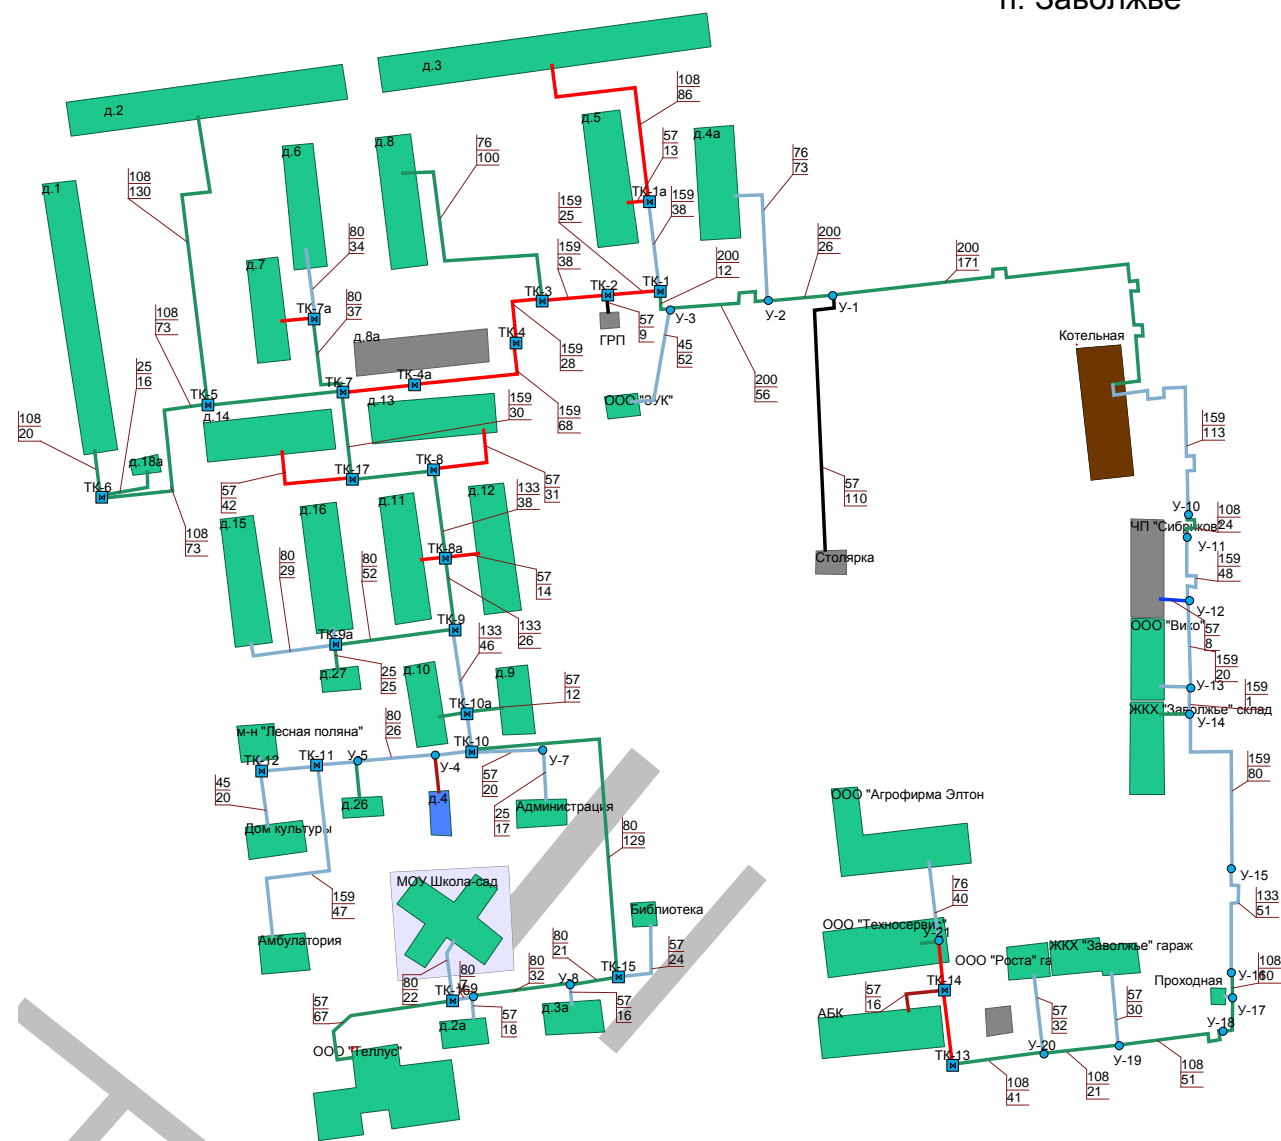 п. Заволжье
д.3
д.2
108
86
д.5
57
13
д.4а
76
73
д.8
76
100
д.6
108
130
д.1
ТК-1а
159
38
159
25
80
34
159
38
200
12
200
26
200
171
д.7
ТК-7а
80
37
ТК-3
ТК-2
ТК-1
У-3
У-2
У-1
57
9
ГРП
45
52
200
56
ООО "ЗУК"
Котельная
д.8а
ТК-4
159
28
108
73
25
16
ТК-5
ТК-7
ТК-4а
159
68
159
30
д.14
д.13
108
20
д.18а
ТК-6
ТК-17
ТК-8
57
42
57
31
108
73
д.15
д.16
д.11
133
38
д.12
159
113
57
110
Столярка
У-10
108
24
ЧП "Сибряков"
У-11
159
48
80
29
80
52
ТК-8а
57
14
У-12
57
8
ТК-9а
ТК-9
133
26
133
46
ООО "Вико"
159
20
д.27
25
25
д.10
д.9
57
12
У-13
159
1
ЖКХ "Заволжье" склад
У-14
ТК-10а
80
26
м-н "Лесная поляна"
ТК-12
ТК-11
У-5
У-4
ТК-10
У-7
57
20
159
80
45
20
д.26
д.4
25
17
Администрация
80
129
ООО "Агрофирма Элтон"
Дом культуры
МОУ Школа-сад
159
47
Амбулатория
Библиотека
76
40
У-15
133
51
ООО "Техносервис"
У-21
57
24
80
21
80
32
80
7
80
22
ТК-15
У-8
У-9
ТК-16
57
67
57
18
57
16
д.2а
д.3а
ООО "Теллус"
ООО "Роста" га
ЖКХ "Заволжье" гараж
Проходная
У-16
108
10
У-17
У-18
57
16
ТК-14
АБК
57
32
57
30
ТК-13
У-20
У-19
108
41
108
21
108
51